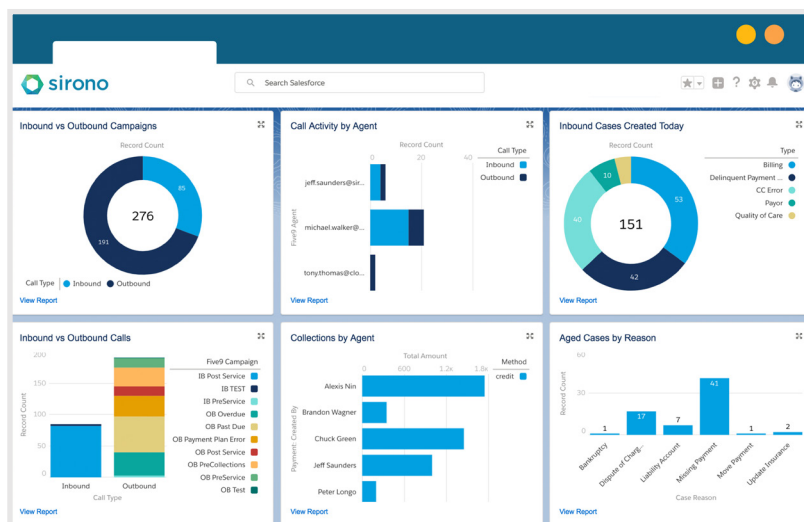 sirono
Search Salesforce
Inbound vs Outbound Campaigns
Record Count
85
276
191
Call Type
Inbound
Outbound
View Report
Call Activity by Agent
Record Count
0
20
40
Call Type
Inbound
Outbound
Five9 Agent
jeff.saunders@sir...
michael.walker@...
tony.thomas@clo...
View Report
Inbound Cases Created Today
Record Count
Type
Billing
Delinquent Payment ...
CC Error
Payor
Quality of Care
10
53
40
151
42
View Report
Inbound vs Outbound Calls
Record Count
200
150
100
50
0
Inbound
Outbound
Call Type
Five9 Campaign
IB Post Service
IB TEST
IB PreService
OB Overdue
OB Past Due
OB Payment Plan Error
OB Post Service
OB PreCollections
OB PreService
OB Test
View Report
Collections by Agent
Total Amount
0
600
1.2k
1.8k
Method
credit
Payment: Created By
Alexis Nin
Brandon Wagner
Chuck Green
Jeff Saunders
Peter Longo
View Report
Aged Cases by Reason
Record Count
60
30
0
1
17
7
41
1
2
Bankruptcy
Dispute of Charg...
Liability Account
Missing Payment
Move Payment
Update Insurance
Case Reason
View Report